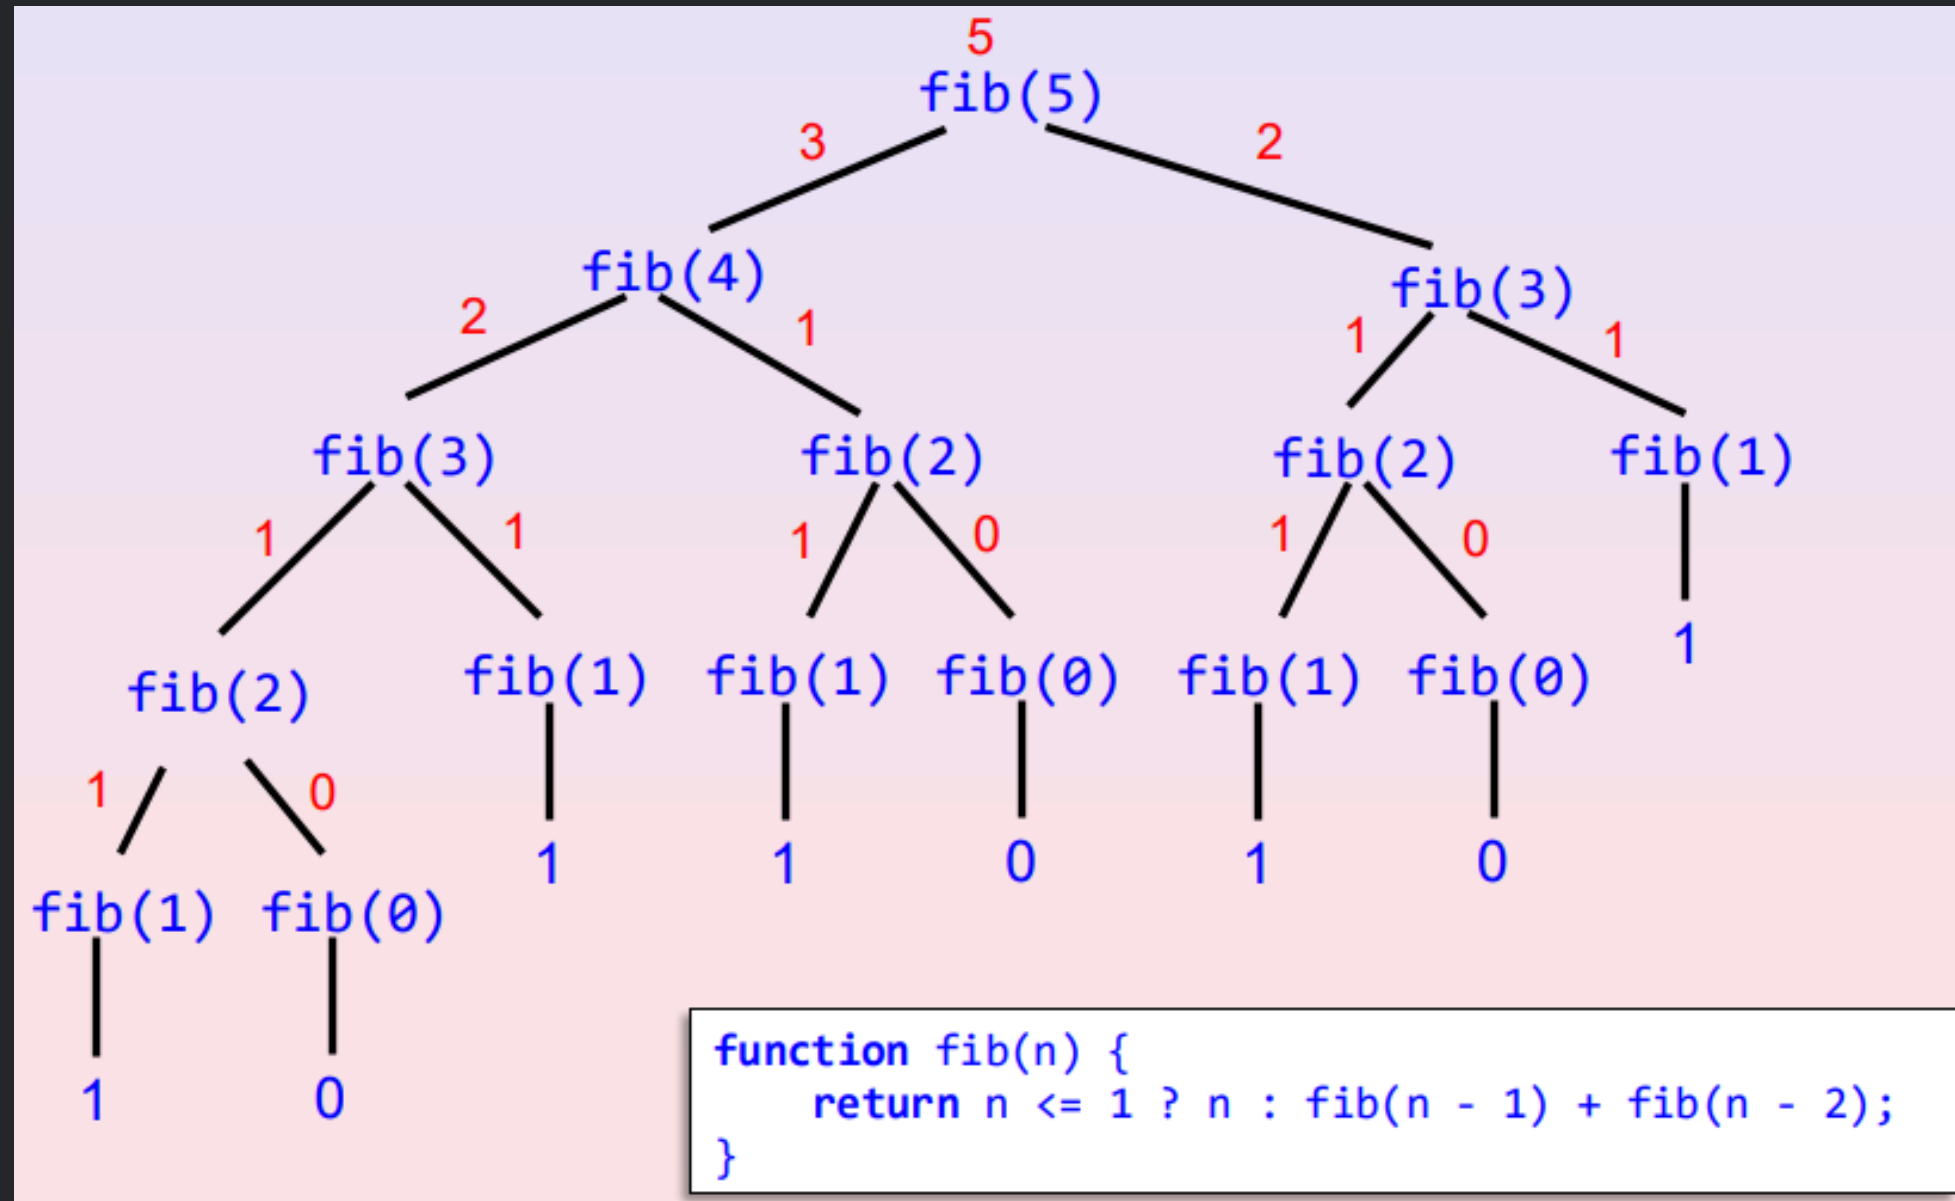 5
fib(5)
3 2
fib(4)
fib(3)
2 1 1 1
fib(3) fib(2) fib(2) fib(1)
1 1 1 0 1 0
1
fib(2) fib(1) fib(1) fib(0) fib(1) fib(0)
1 0
1 1 0 1 0
fib(1) fib(0)
1 0
function fib(n) {
    return n <= 1 ? n : fib(n - 1) + fib(n - 2);
}